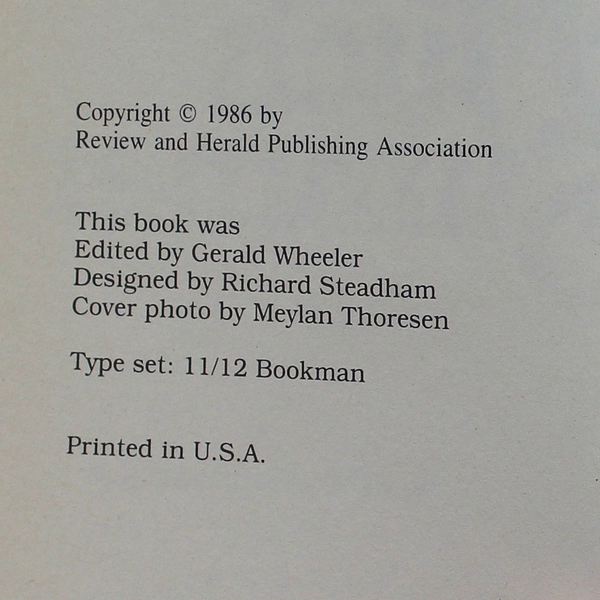 Copyright © 1986 by
Review and Herald Publishing Association
This book was
Edited by Gerald Wheeler
Designed by Richard Steadham
Cover photo by Meylan Thoresen
Type set: 11/12 Bookman
Printed in U.S.A.